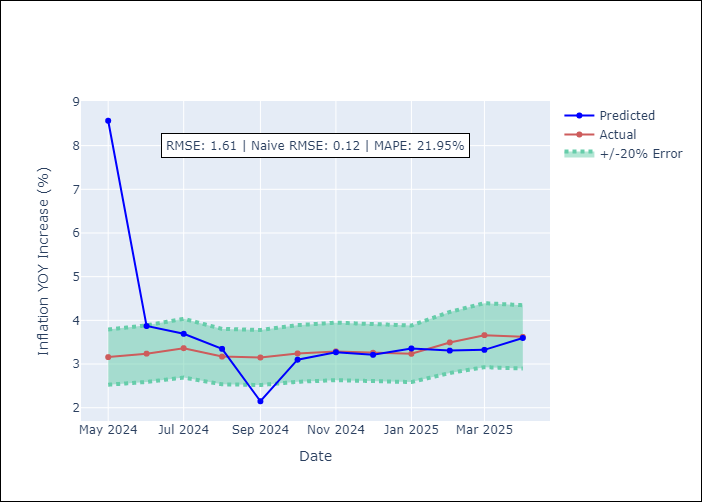 9
8
7
6
5
4
3
2
Inflation YOY Increase (%)
RMSE: 1.61 | Naive RMSE: 0.12 | MAPE: 21.95%
Predicted
Actual
+/-20% Error
May 2024 Jul 2024 Sep 2024 Nov 2024 Jan 2025 Mar 2025
Date